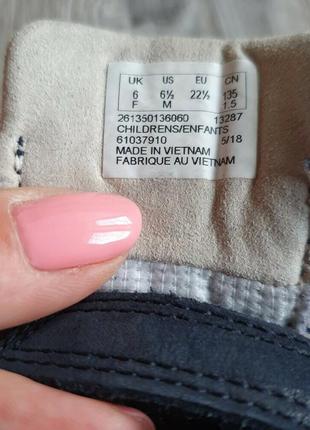 UK US EU CN
6 6½ 22½ 135
F M 1.5
261350136060 13287
CHILDRENS/ENFANTS
61037910 5/18
MADE IN VIETNAM
FABRIQUE AU VIETNAM